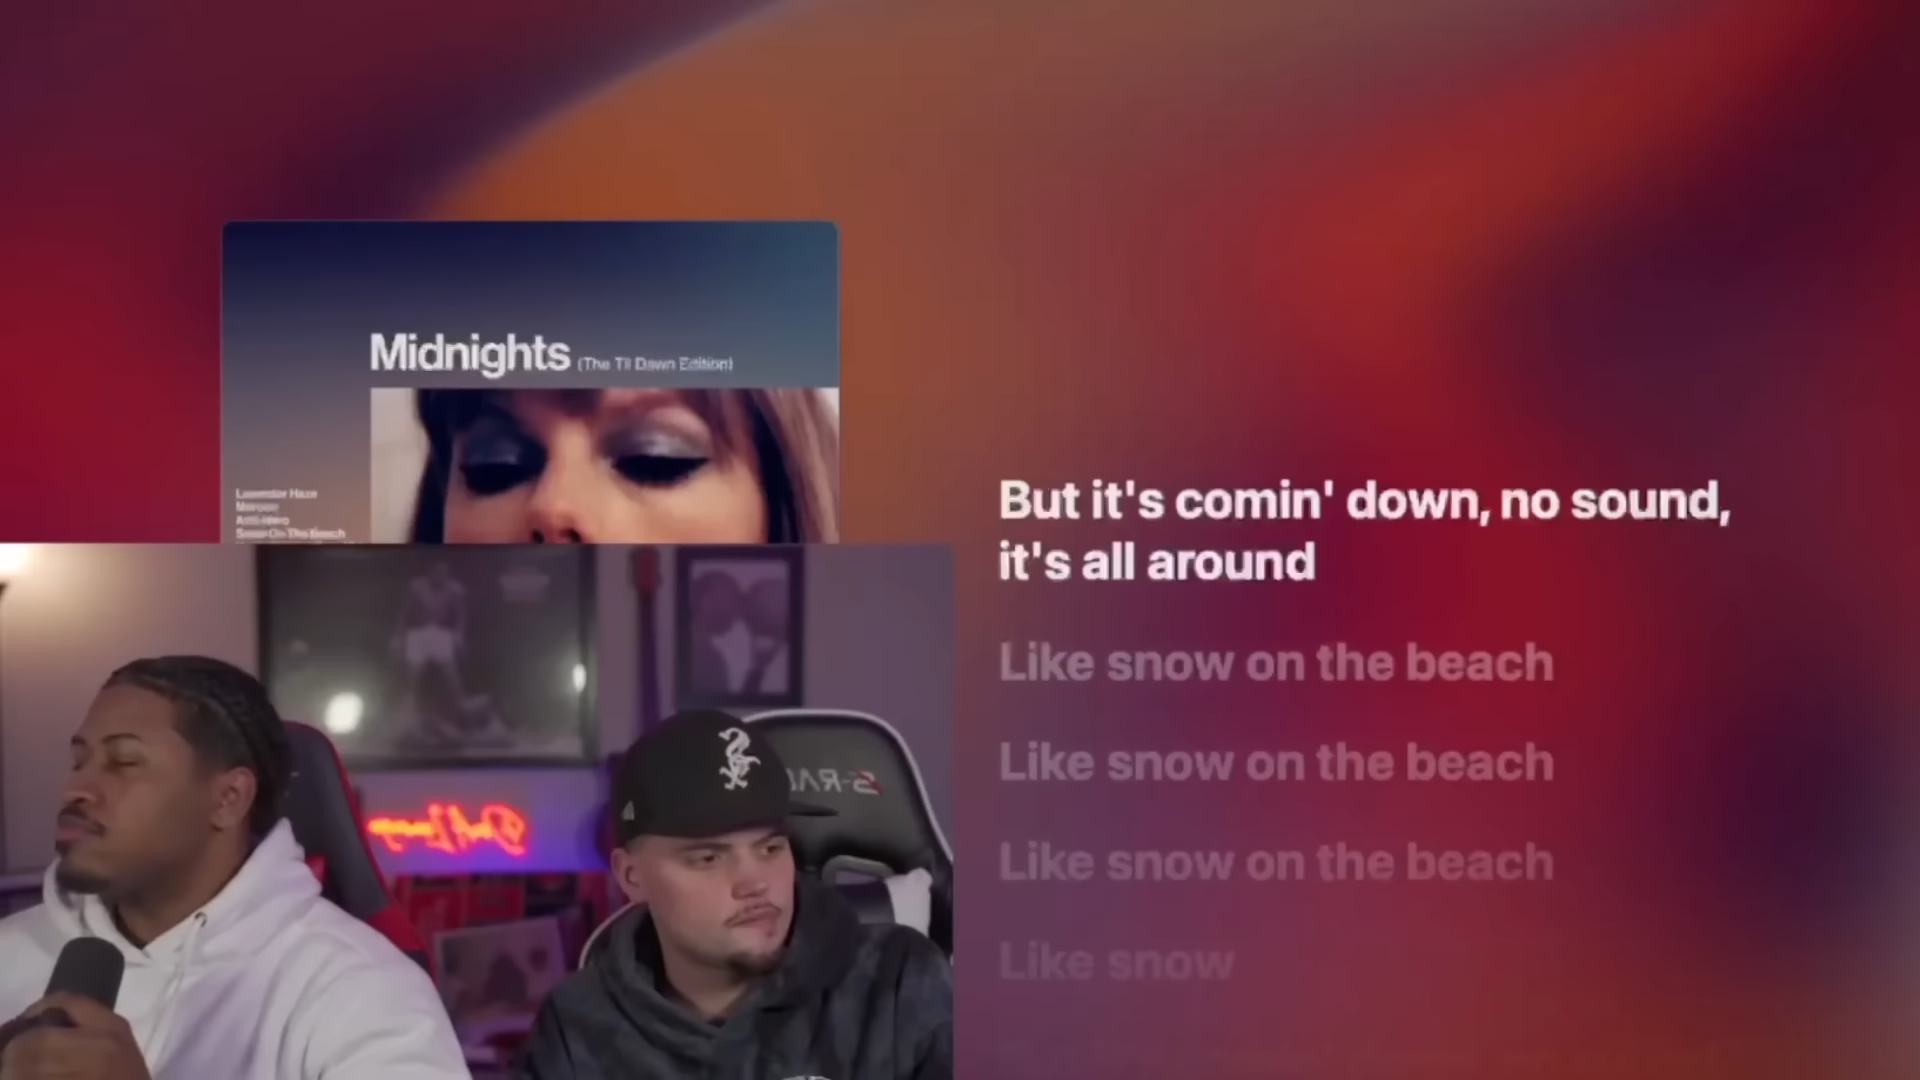 Midnights (The Til Dawn Edition)
Lavender Haze
Maroon
Anti-Hero
Snow On The Beach
But it's comin' down, no sound,
it's all around
Like snow on the beach
Like snow on the beach
Like snow on the beach
Like snow